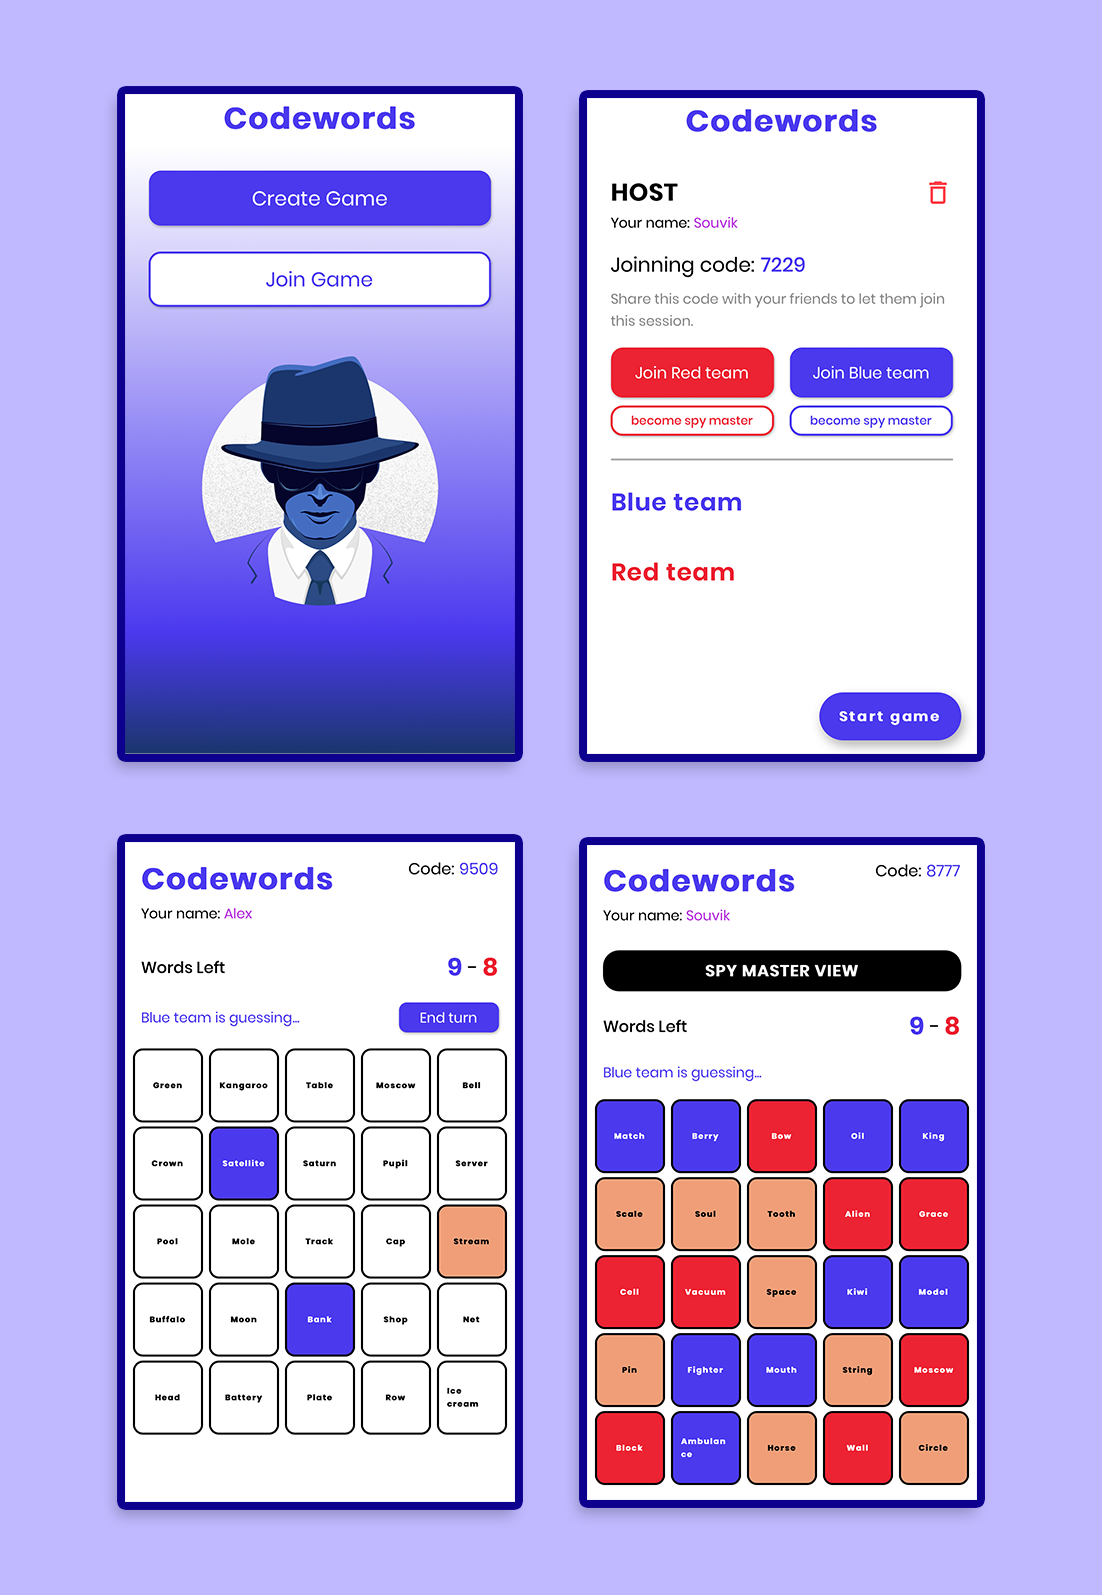 Codewords
Create Game
Join Game
Codewords
HOST
Your name: Souvik
Joinning code: 7229
Share this code with your friends to let them join
this session.
Join Red team
Join Blue team
become spy master
become spy master
Blue team
Red team
Start game
Codewords
Code: 9509
Your name: Alex
Words Left
9 - 8
Blue team is guessing...
End turn
Green Kangaroo Table Moscow Bell
Crown Satellite Saturn Pupil Server
Pool Mole Track Cap Stream
Buffalo Moon Bank Shop Net
Head Battery Plate Row Ice
cream
Codewords
Code: 8777
Your name: Souvik
SPY MASTER VIEW
Words Left
9 - 8
Blue team is guessing...
Match Berry Bow Oil King
Scale Soul Tooth Alien Grace
Cell Vacuum Space Kiwi Model
Pin Fighter Mouth String Moscow
Block Ambulan
ce Horse Wall Circle